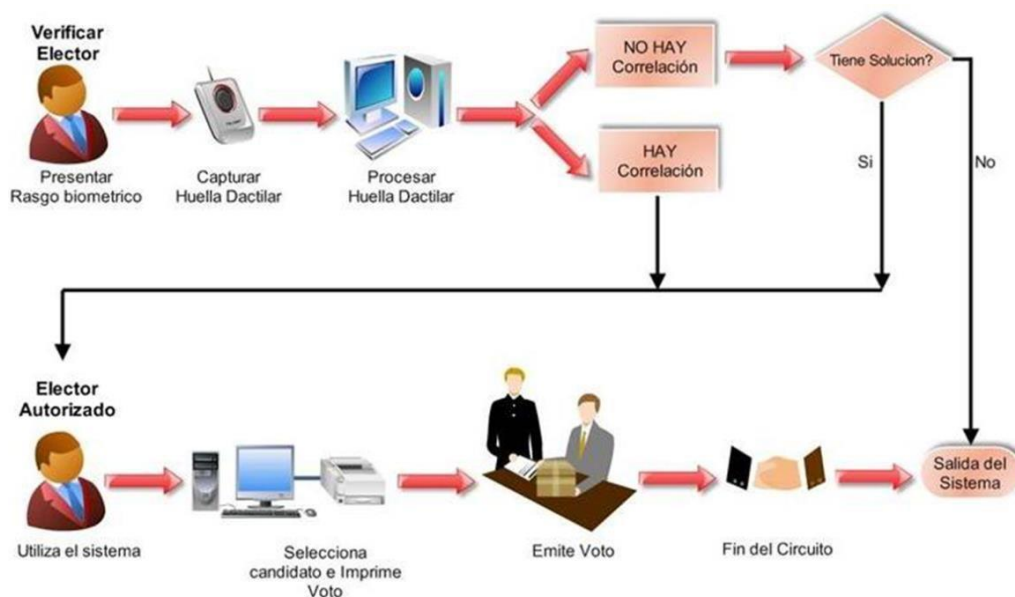 Verificar
Elector
Presentar
Rasgo biometrico
Capturar
Huella Dactilar
Procesar
Huella Dactilar
NO HAY
Correlación
HAY
Correlación
Tiene Solucion?
Si
No
Elector
Autorizado
Utiliza el sistema
Selecciona
candidato e Imprime
Voto
Emite Voto
Fin del Circuito
Salida del
Sistema